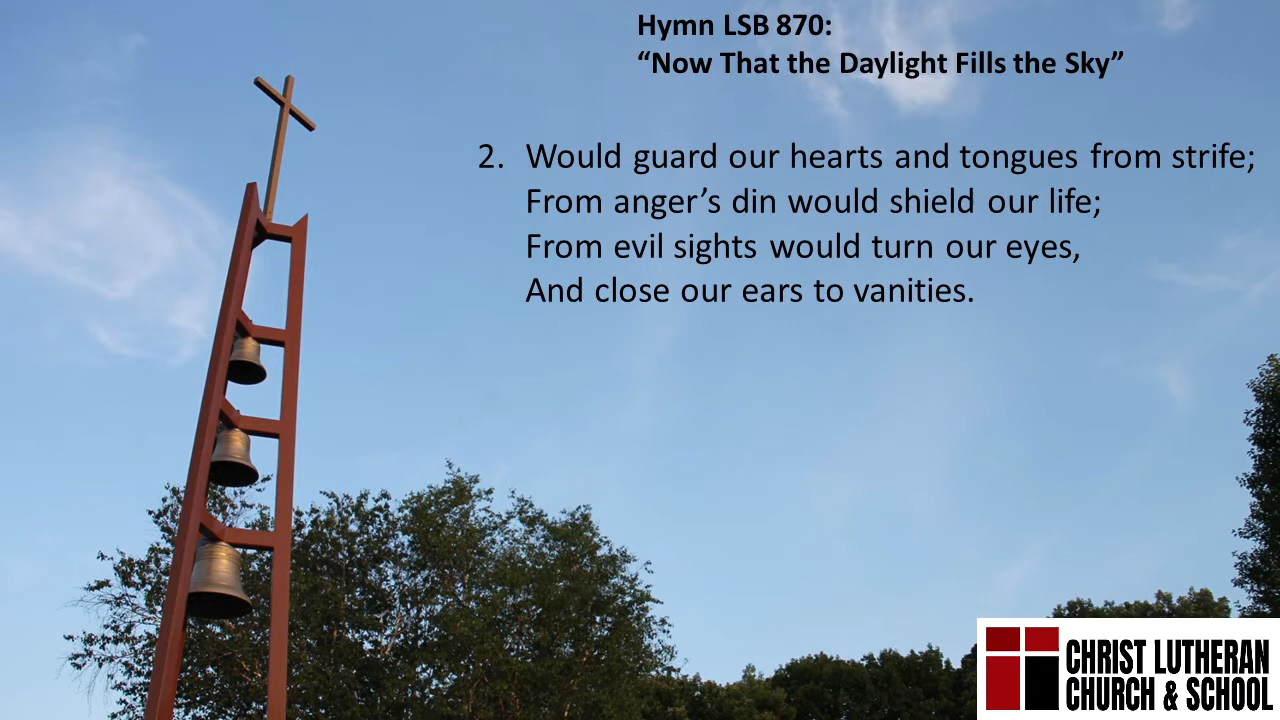 Hymn LSB 870:
“Now That the Daylight Fills the Sky”
2. Would guard our hearts and tongues from strife;
From anger’s din would shield our life;
From evil sights would turn our eyes,
And close our ears to vanities.
CHRIST LUTHERAN
CHURCH & SCHOOL